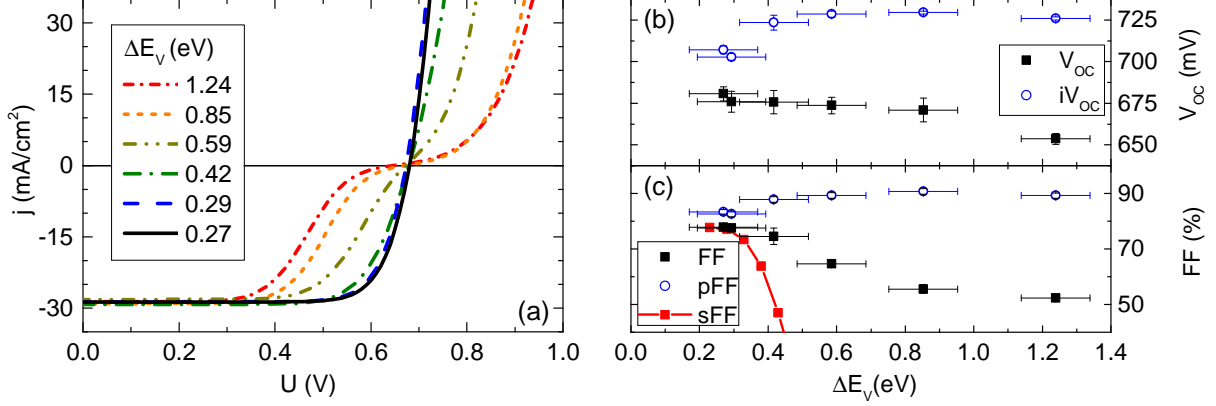 30
15
0
-15
-30
j (mA/cm²)
ΔE_V (eV)
1.24
0.85
0.59
0.42
0.29
0.27
(a)
0.0 0.2 0.4 0.6 0.8 1.0
U (V)
(b)
V_OC
iV_OC
725
700
675
650
V_OC (mV)
(c)
FF
pFF
sFF
90
70
50
FF (%)
0.0 0.2 0.4 0.6 0.8 1.0 1.2 1.4
ΔE_V(eV)